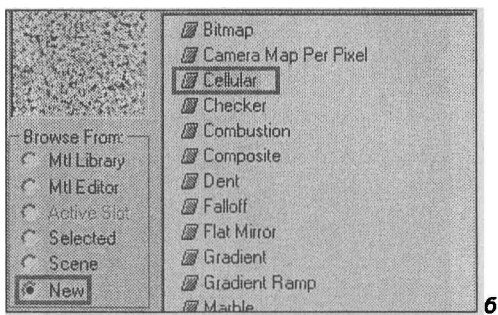 Browse From:
Mtl Library
Mtl Editor
Active Slot
Selected
Scene
New
Bitmap
Camera Map Per Pixel
Cellular
Checker
Combustion
Composite
Dent
Falloff
Flat Mirror
Gradient
Gradient Ramp
Marble
б